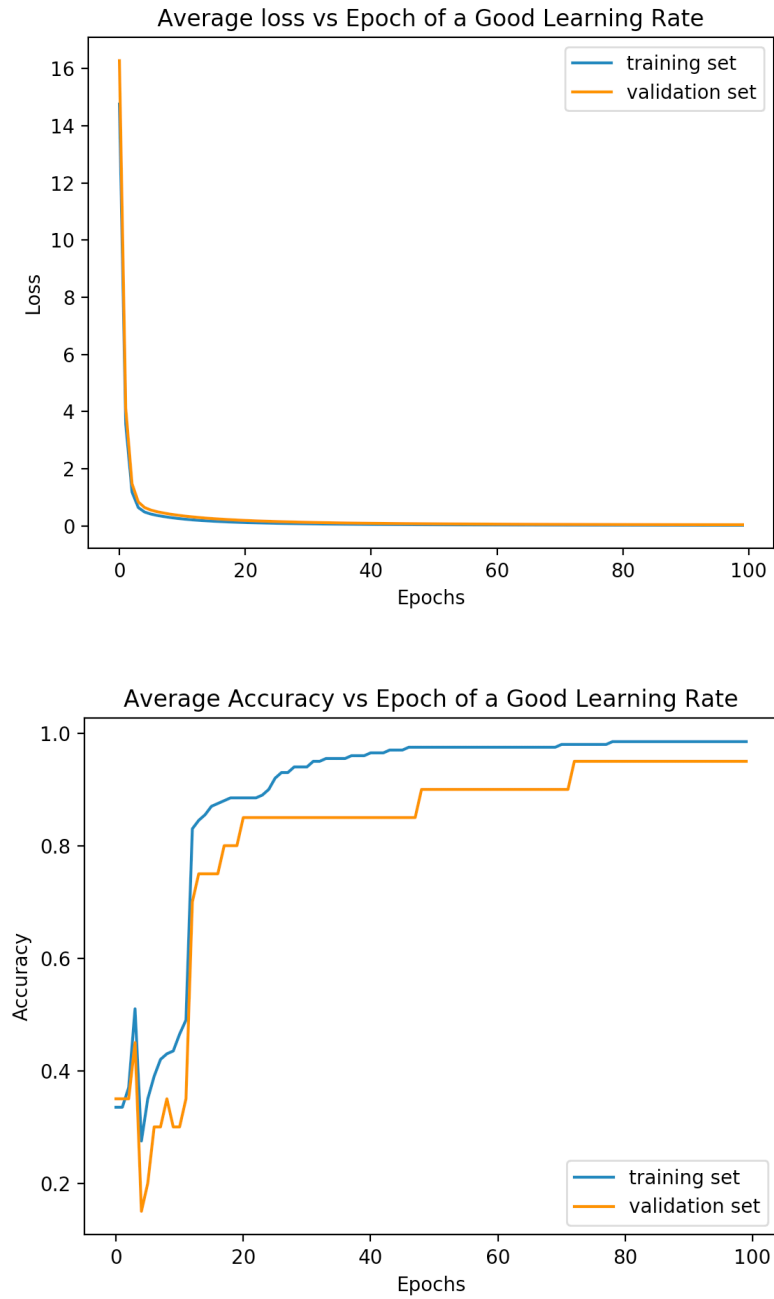 Average loss vs Epoch of a Good Learning Rate
training set
validation set
16
14
12
10
8
6
4
2
0
Loss
0 20 40 60 80 100
Epochs
Average Accuracy vs Epoch of a Good Learning Rate
1.0
0.8
0.6
0.4
0.2
Accuracy
training set
validation set
0 20 40 60 80 100
Epochs